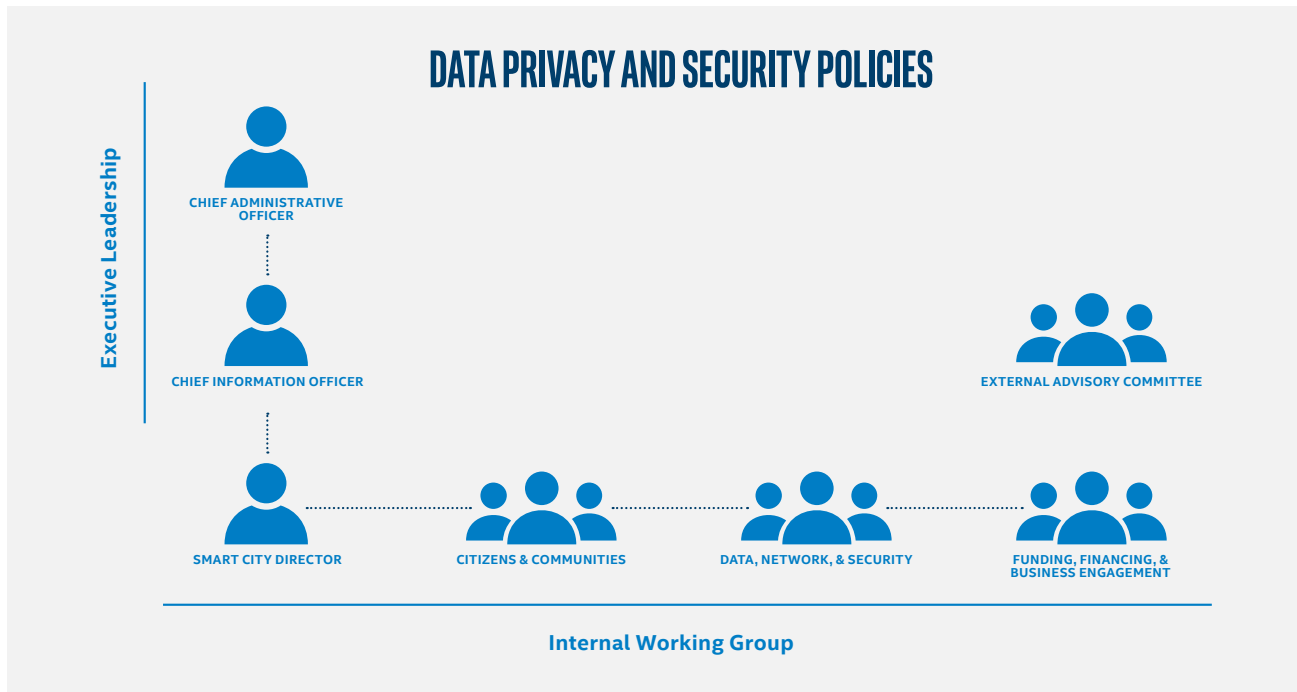 DATA PRIVACY AND SECURITY POLICIES
Executive Leadership
CHIEF ADMINISTRATIVE
OFFICER
CHIEF INFORMATION OFFICER
EXTERNAL ADVISORY COMMITTEE
SMART CITY DIRECTOR
CITIZENS & COMMUNITIES
DATA, NETWORK, & SECURITY
FUNDING, FINANCING, &
BUSINESS ENGAGEMENT
Internal Working Group